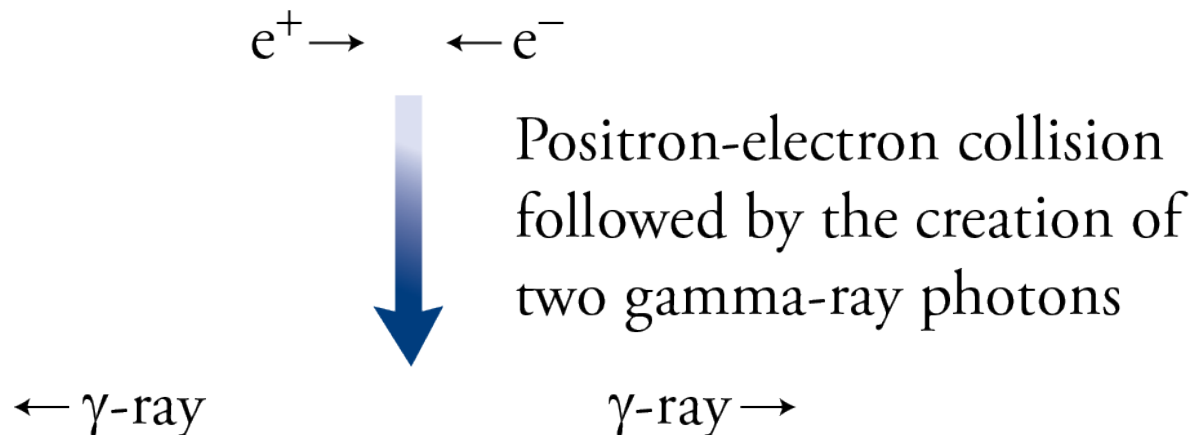 e⁺→ ←e⁻
Positron-electron collision
followed by the creation of
two gamma-ray photons
← γ-ray γ-ray →